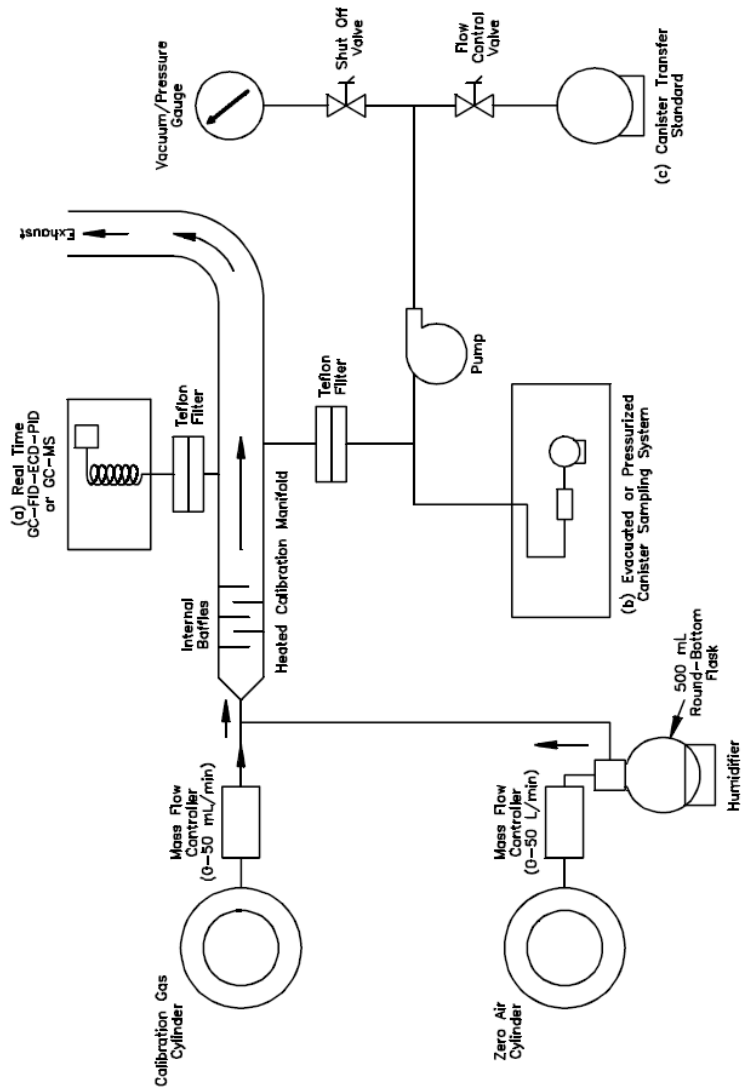 Exhaust
(a) Real Time
GC-FID-ECD-PID
or GC-MS
Vacuum/Pressure
Gauge
Teflon
Filter
Shut Off
Valve
Internal
Baffles
Heated Calibration Manifold
Teflon
Filter
Flow
Control
Valve
Pump
(c) Canister Transfer
Standard
Calibration Gas
Cylinder
Mass Flow
Controller
(0-50 mL/min)
(b) Evacuated or Pressurized
Canister Sampling System
Zero Air
Cylinder
Mass Flow
Controller
(0-50 L/min)
500 mL
Round-Bottom
Flask
Humidifier